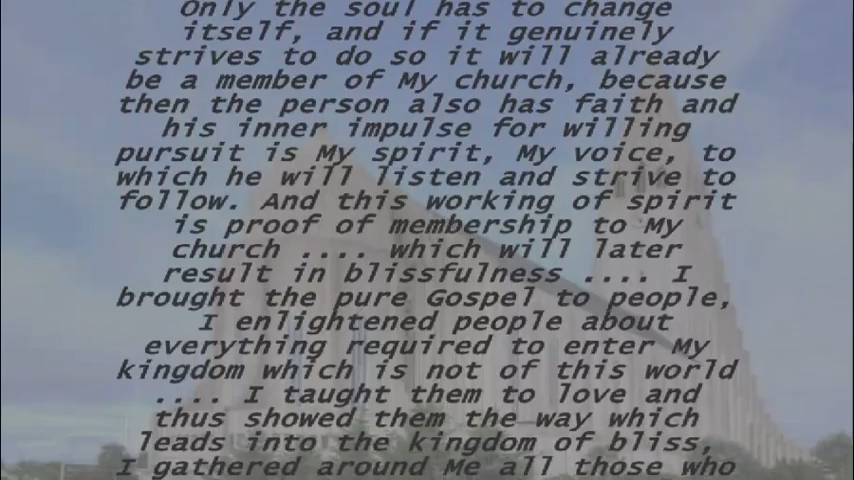 Only the soul has to change
itself, and if it genuinely
strives to do so it will already
be a member of My church, because
then the person also has faith and
his inner impulse for willing
pursuit is My spirit, My voice, to
which he will listen and strive to
follow. And this working of spirit
is proof of membership to My
church .... which will later
result in blissfulness .... I
brought the pure Gospel to people,
I enlightened people about
everything required to enter My
kingdom which is not of this world
.... I taught them to love and
thus showed them the way which
leads into the kingdom of bliss,
I gathered around Me all those who